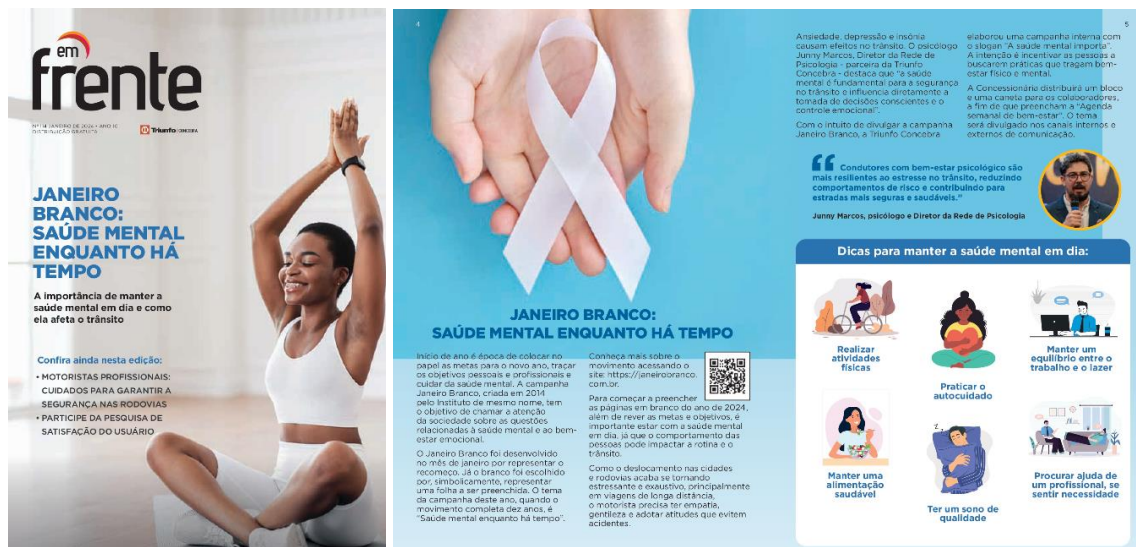 em
frente
Nº 114 JANEIRO DE 2024 • ANO 10
DISTRIBUIÇÃO GRATUITA
Triunfo CONCEBRA
JANEIRO
BRANCO:
SAÚDE MENTAL
ENQUANTO HÁ
TEMPO
A importância de manter a
saúde mental em dia e como
ela afeta o trânsito
Confira ainda nesta edição:
• MOTORISTAS PROFISSIONAIS:
CUIDADOS PARA GARANTIR A
SEGURANÇA NAS RODOVIAS
• PARTICIPE DA PESQUISA DE
SATISFAÇÃO DO USUÁRIO
4
JANEIRO BRANCO:
SAÚDE MENTAL ENQUANTO HÁ TEMPO
Início de ano é época de colocar no
papel as metas para o novo ano, traçar
os objetivos pessoais e profissionais e
cuidar da saúde mental. A campanha
Janeiro Branco, criada em 2014
pelo Instituto de mesmo nome, tem
o objetivo de chamar a atenção
da sociedade sobre as questões
relacionadas à saúde mental e ao bem-
estar emocional.
O Janeiro Branco foi desenvolvido
no mês de janeiro por representar o
recomeço. Já o branco foi escolhido
por, simbolicamente, representar
uma folha a ser preenchida. O tema
da campanha deste ano, quando o
movimento completa dez anos, é
"Saúde mental enquanto há tempo".
Conheça mais sobre o
movimento acessando o
site: https://janeirobranco.
com.br.
Para começar a preencher
as páginas em branco do ano de 2024,
além de rever as metas e objetivos, é
importante estar com a saúde mental
em dia, já que o comportamento das
pessoas pode impactar a rotina e o
trânsito.
Como o deslocamento nas cidades
e rodovias acaba se tornando
estressante e exaustivo, principalmente
em viagens de longa distância,
o motorista precisa ter empatia,
gentileza e adotar atitudes que evitem
acidentes.
5
Ansiedade, depressão e insônia
causam efeitos no trânsito. O psicólogo
Junny Marcos, Diretor da Rede de
Psicologia - parceira da Triunfo
Concebra - destaca que "a saúde
mental é fundamental para a segurança
no trânsito e influencia diretamente a
tomada de decisões conscientes e o
controle emocional".
Com o intuito de divulgar a campanha
Janeiro Branco, a Triunfo Concebra
elaborou uma campanha interna com
o slogan "A saúde mental importa".
A intenção é incentivar as pessoas a
buscarem práticas que tragam bem-
estar físico e mental.
A Concessionária distribuirá um bloco
e uma caneta para os colaboradores,
a fim de que preencham a "Agenda
semanal de bem-estar". O tema
será divulgado nos canais internos e
externos de comunicação.
“ Condutores com bem-estar psicológico são
mais resilientes ao estresse no trânsito, reduzindo
comportamentos de risco e contribuindo para
estradas mais seguras e saudáveis."
Junny Marcos, psicólogo e Diretor da Rede de Psicologia
Dicas para manter a saúde mental em dia:
Realizar
atividades
físicas
Praticar o
autocuidado
Manter um
equilíbrio entre o
trabalho e o lazer
Manter uma
alimentação
saudável
Ter um sono de
qualidade
Procurar ajuda de
um profissional, se
sentir necessidade